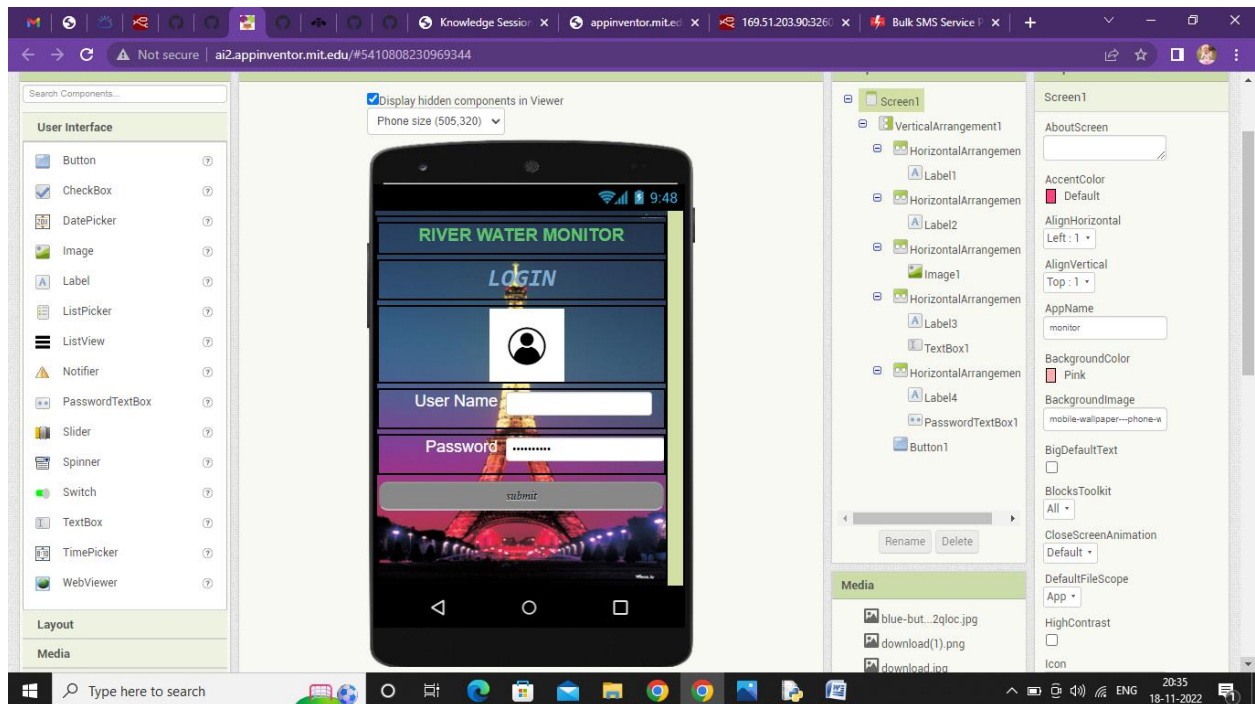 Knowledge Session
appinventor.mit.ed
169.51.203.90:3260
Bulk SMS Service P
Not secure
ai2.appinventor.mit.edu/#5410808230969344
Search Components...
User Interface
Button
CheckBox
DatePicker
Image
Label
ListPicker
ListView
Notifier
PasswordTextBox
Slider
Spinner
Switch
TextBox
TimePicker
WebViewer
Layout
Media
Display hidden components in Viewer
Phone size (505,320)
9:48
RIVER WATER MONITOR
LOGIN
User Name
Password
submit
Screen1
VerticalArrangement1
HorizontalArrangemen
Label1
HorizontalArrangemen
Label2
HorizontalArrangemen
Image1
HorizontalArrangemen
Label3
TextBox1
HorizontalArrangemen
Label4
PasswordTextBox1
Button1
Rename Delete
Media
blue-but...2qloc.jpg
download(1).png
download.jpg
Screen1
AboutScreen
AccentColor
Default
AlignHorizontal
Left : 1
AlignVertical
Top : 1
AppName
monitor
BackgroundColor
Pink
BackgroundImage
mobile-wallpaper---phone-w
BigDefaultText
BlocksToolkit
All
CloseScreenAnimation
Default
DefaultFileScope
App
HighContrast
Icon
Type here to search
ENG
20:35
18-11-2022